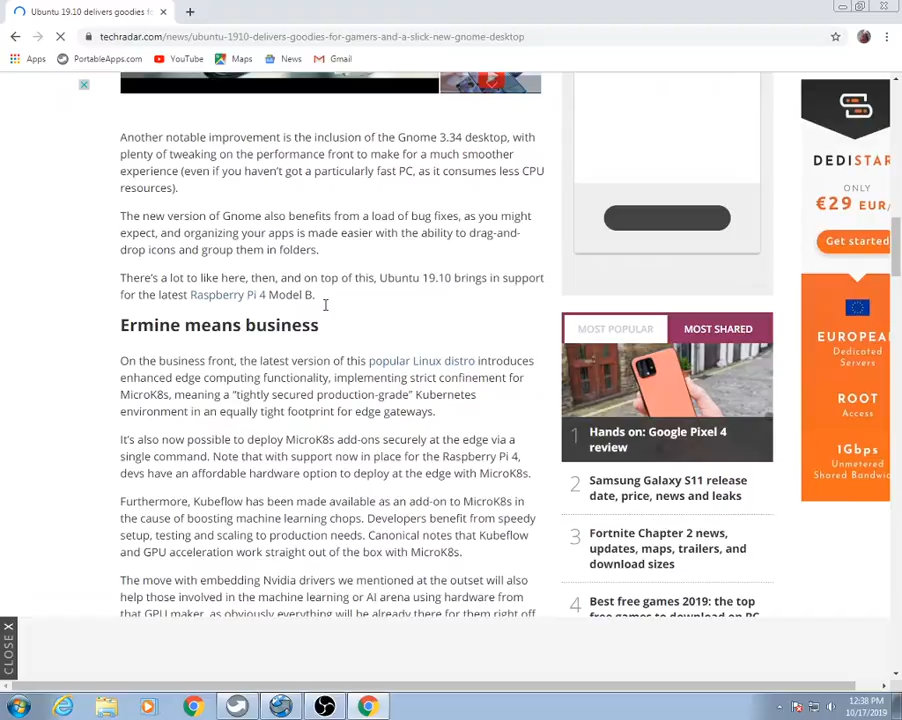 Ubuntu 19.10 delivers goodies f
techradar.com/news/ubuntu-1910-delivers-goodies-for-gamers-and-a-slick-new-gnome-desktop
Apps PortableApps.com YouTube Maps News Gmail
Another notable improvement is the inclusion of the Gnome 3.34 desktop, with
plenty of tweaking on the performance front to make for a much smoother
experience (even if you haven’t got a particularly fast PC, as it consumes less CPU
resources).
The new version of Gnome also benefits from a load of bug fixes, as you might
expect, and organizing your apps is made easier with the ability to drag-and-
drop icons and group them in folders.
There’s a lot to like here, then, and on top of this, Ubuntu 19.10 brings in support
for the latest Raspberry Pi 4 Model B.
Ermine means business
On the business front, the latest version of this popular Linux distro introduces
enhanced edge computing functionality, implementing strict confinement for
MicroK8s, meaning a “tightly secured production-grade” Kubernetes
environment in an equally tight footprint for edge gateways.
It’s also now possible to deploy MicroK8s add-ons securely at the edge via a
single command. Note that with support now in place for the Raspberry Pi 4,
devs have an affordable hardware option to deploy at the edge with MicroK8s.
Furthermore, Kubeflow has been made available as an add-on to MicroK8s in
the cause of boosting machine learning chops. Developers benefit from speedy
setup, testing and scaling to production needs. Canonical notes that Kubeflow
and GPU acceleration work straight out of the box with MicroK8s.
The move with embedding Nvidia drivers we mentioned at the outset will also
help those involved in the machine learning or AI arena using hardware from
that GPU maker, as obviously everything will be already there for them right off
MOST POPULAR MOST SHARED
1 Hands on: Google Pixel 4
review
2 Samsung Galaxy S11 release
date, price, news and leaks
3 Fortnite Chapter 2 news,
updates, maps, trailers, and
download sizes
4 Best free games 2019: the top
free games to download on PC
DEDISTAR
ONLY
€29 EUR/
Get started
EUROPEA
Dedicated
Servers
ROOT
Access
1Gbps
Unmetered
Shared Bandwi
CLOSE X
12:38 PM
10/17/2019